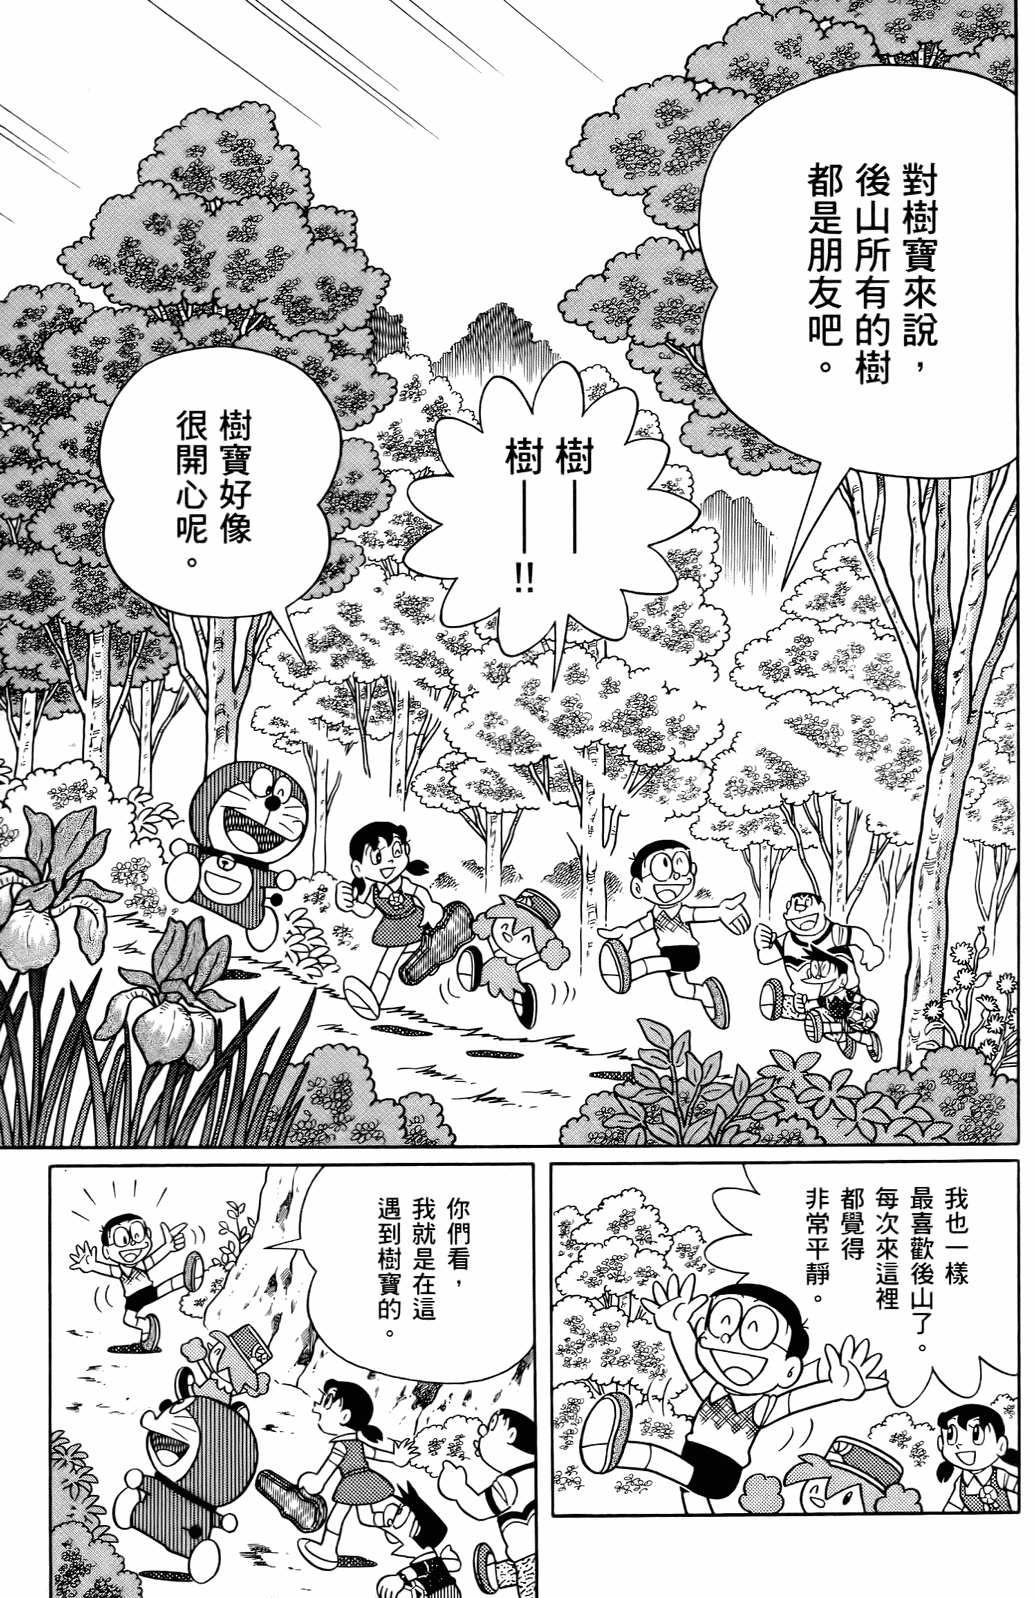 對樹寶來說，
後山所有的樹
都是朋友吧。
樹——
樹——!!
樹寶好像
很開心呢。
我也一樣
最喜歡後山了。
每次來這裡
都覺得
非常平靜。
你們看，
我就是在這
遇到樹寶的。